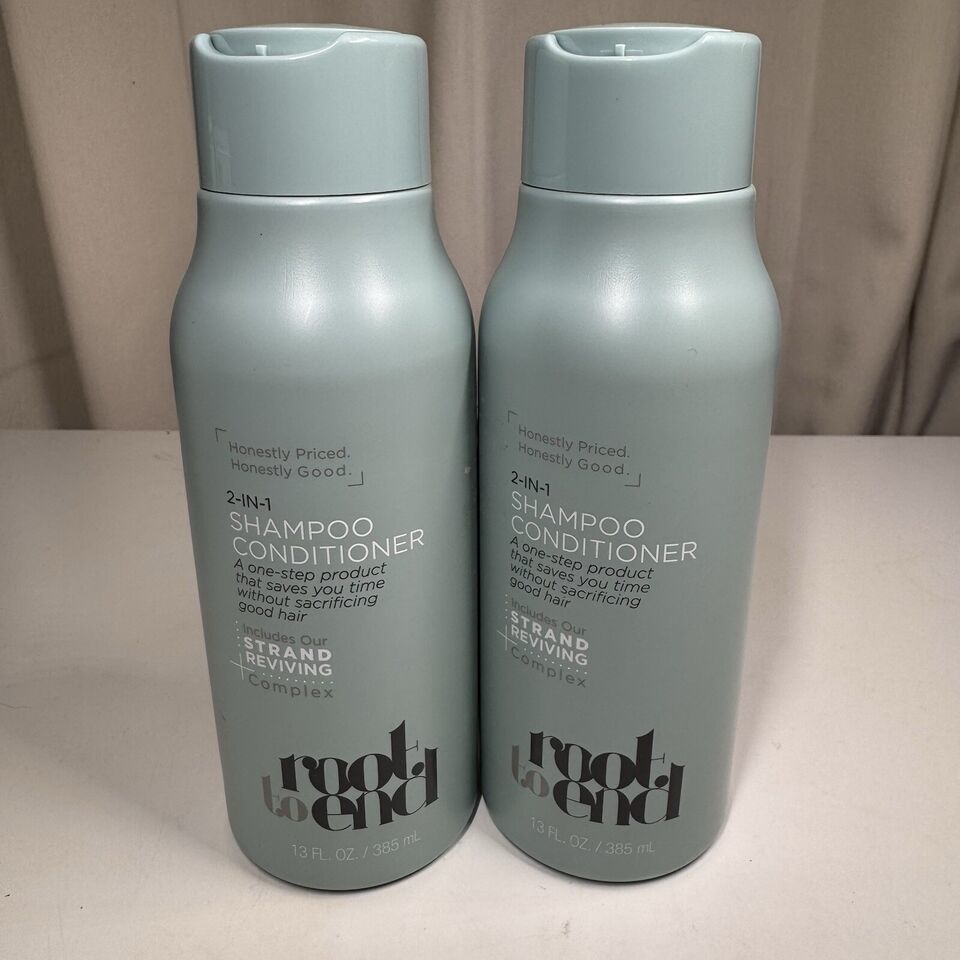 Honestly Priced.
Honestly Good.
2-IN-1
SHAMPOO
CONDITIONER
A one-step product
that saves you time
without sacrificing
good hair
Includes Our
STRAND
REVIVING
Complex
root
to end
13 FL. OZ. / 385 mL
Honestly Priced.
Honestly Good.
2-IN-1
SHAMPOO
CONDITIONER
A one-step product
that saves you time
without sacrificing
good hair
Includes Our
STRAND
REVIVING
Complex
root
to end
13 FL. OZ. / 385 mL